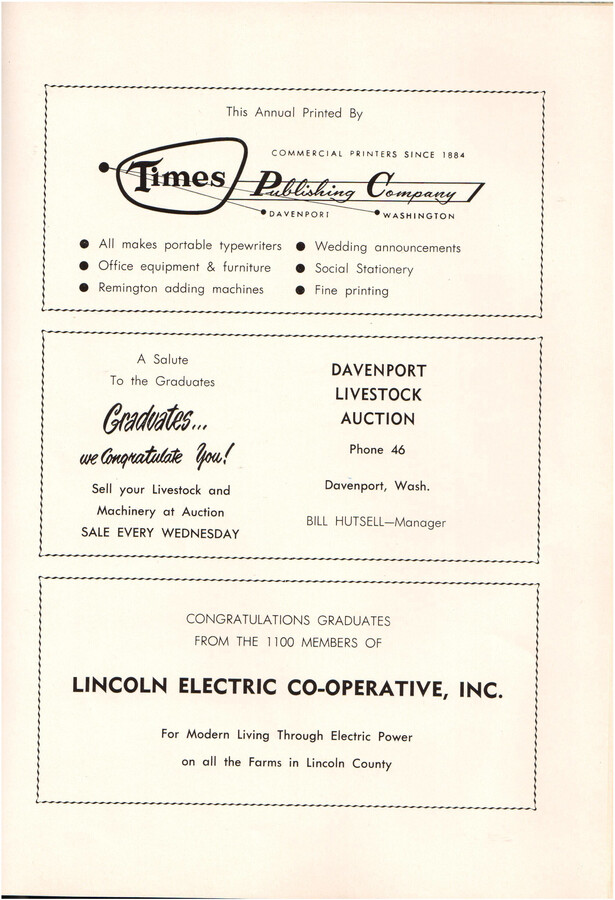 This Annual Printed By
COMMERCIAL PRINTERS SINCE 1884
Times Publishing Company
DAVENPORT WASHINGTON
● All makes portable typewriters
● Office equipment & furniture
● Remington adding machines
● Wedding announcements
● Social Stationery
● Fine printing
A Salute
To the Graduates
Graduates...
we Congratulate You!
Sell your Livestock and
Machinery at Auction
SALE EVERY WEDNESDAY
DAVENPORT
LIVESTOCK
AUCTION
Phone 46
Davenport, Wash.
BILL HUTSELL—Manager
CONGRATULATIONS GRADUATES
FROM THE 1100 MEMBERS OF
LINCOLN ELECTRIC CO-OPERATIVE, INC.
For Modern Living Through Electric Power
on all the Farms in Lincoln County